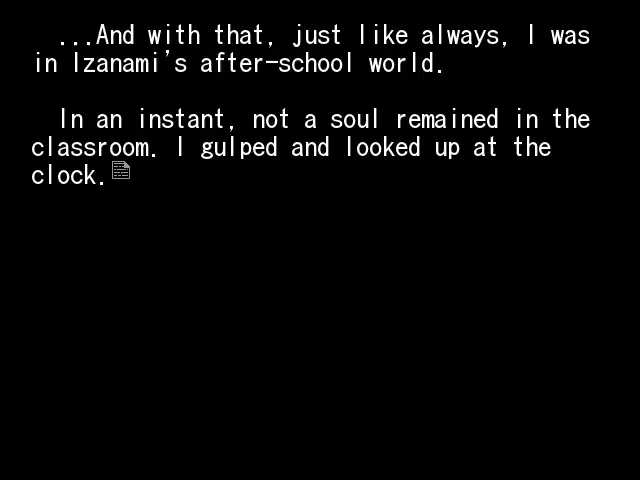 ...And with that, just like always, I was
in Izanami's after-school world.
In an instant, not a soul remained in the
classroom. I gulped and looked up at the
clock.